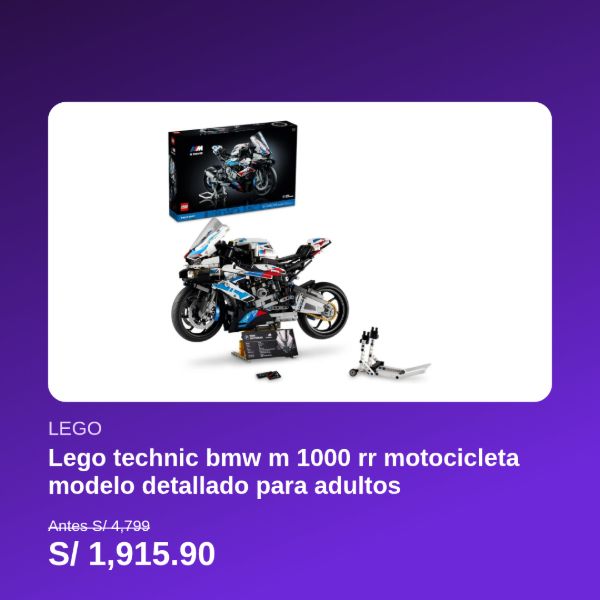 LEGO
Lego technic bmw m 1000 rr motocicleta
modelo detallado para adultos
Antes S/ 4,799
S/ 1,915.90